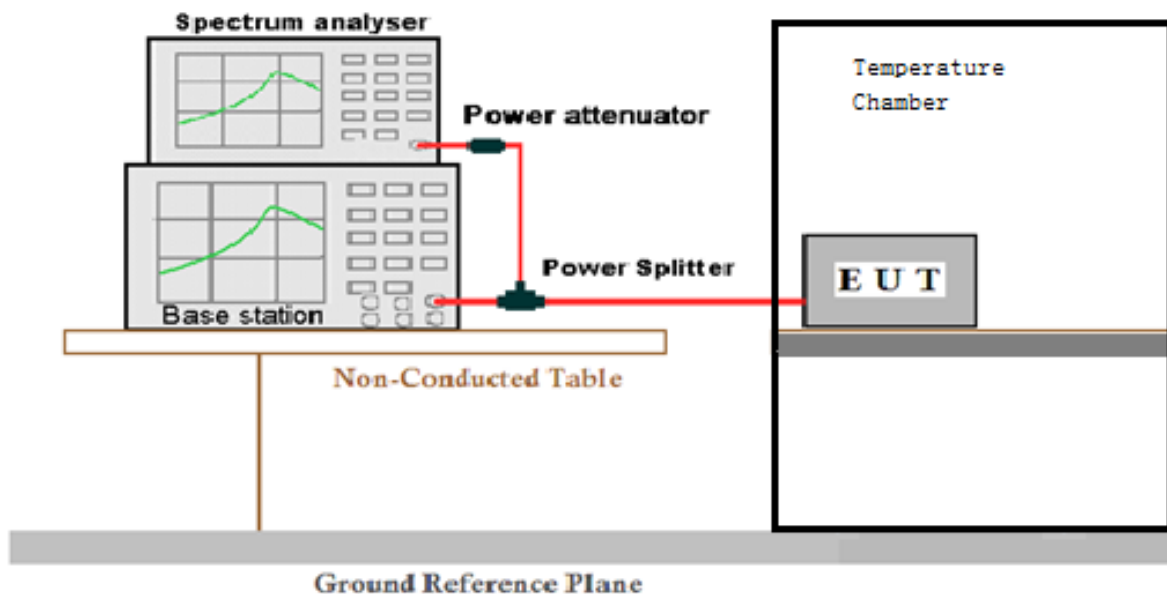 Spectrum analyser
Temperature
Chamber
Power attenuator
Power Splitter
E U T
Base station
Non-Conducted Table
Ground Reference Plane